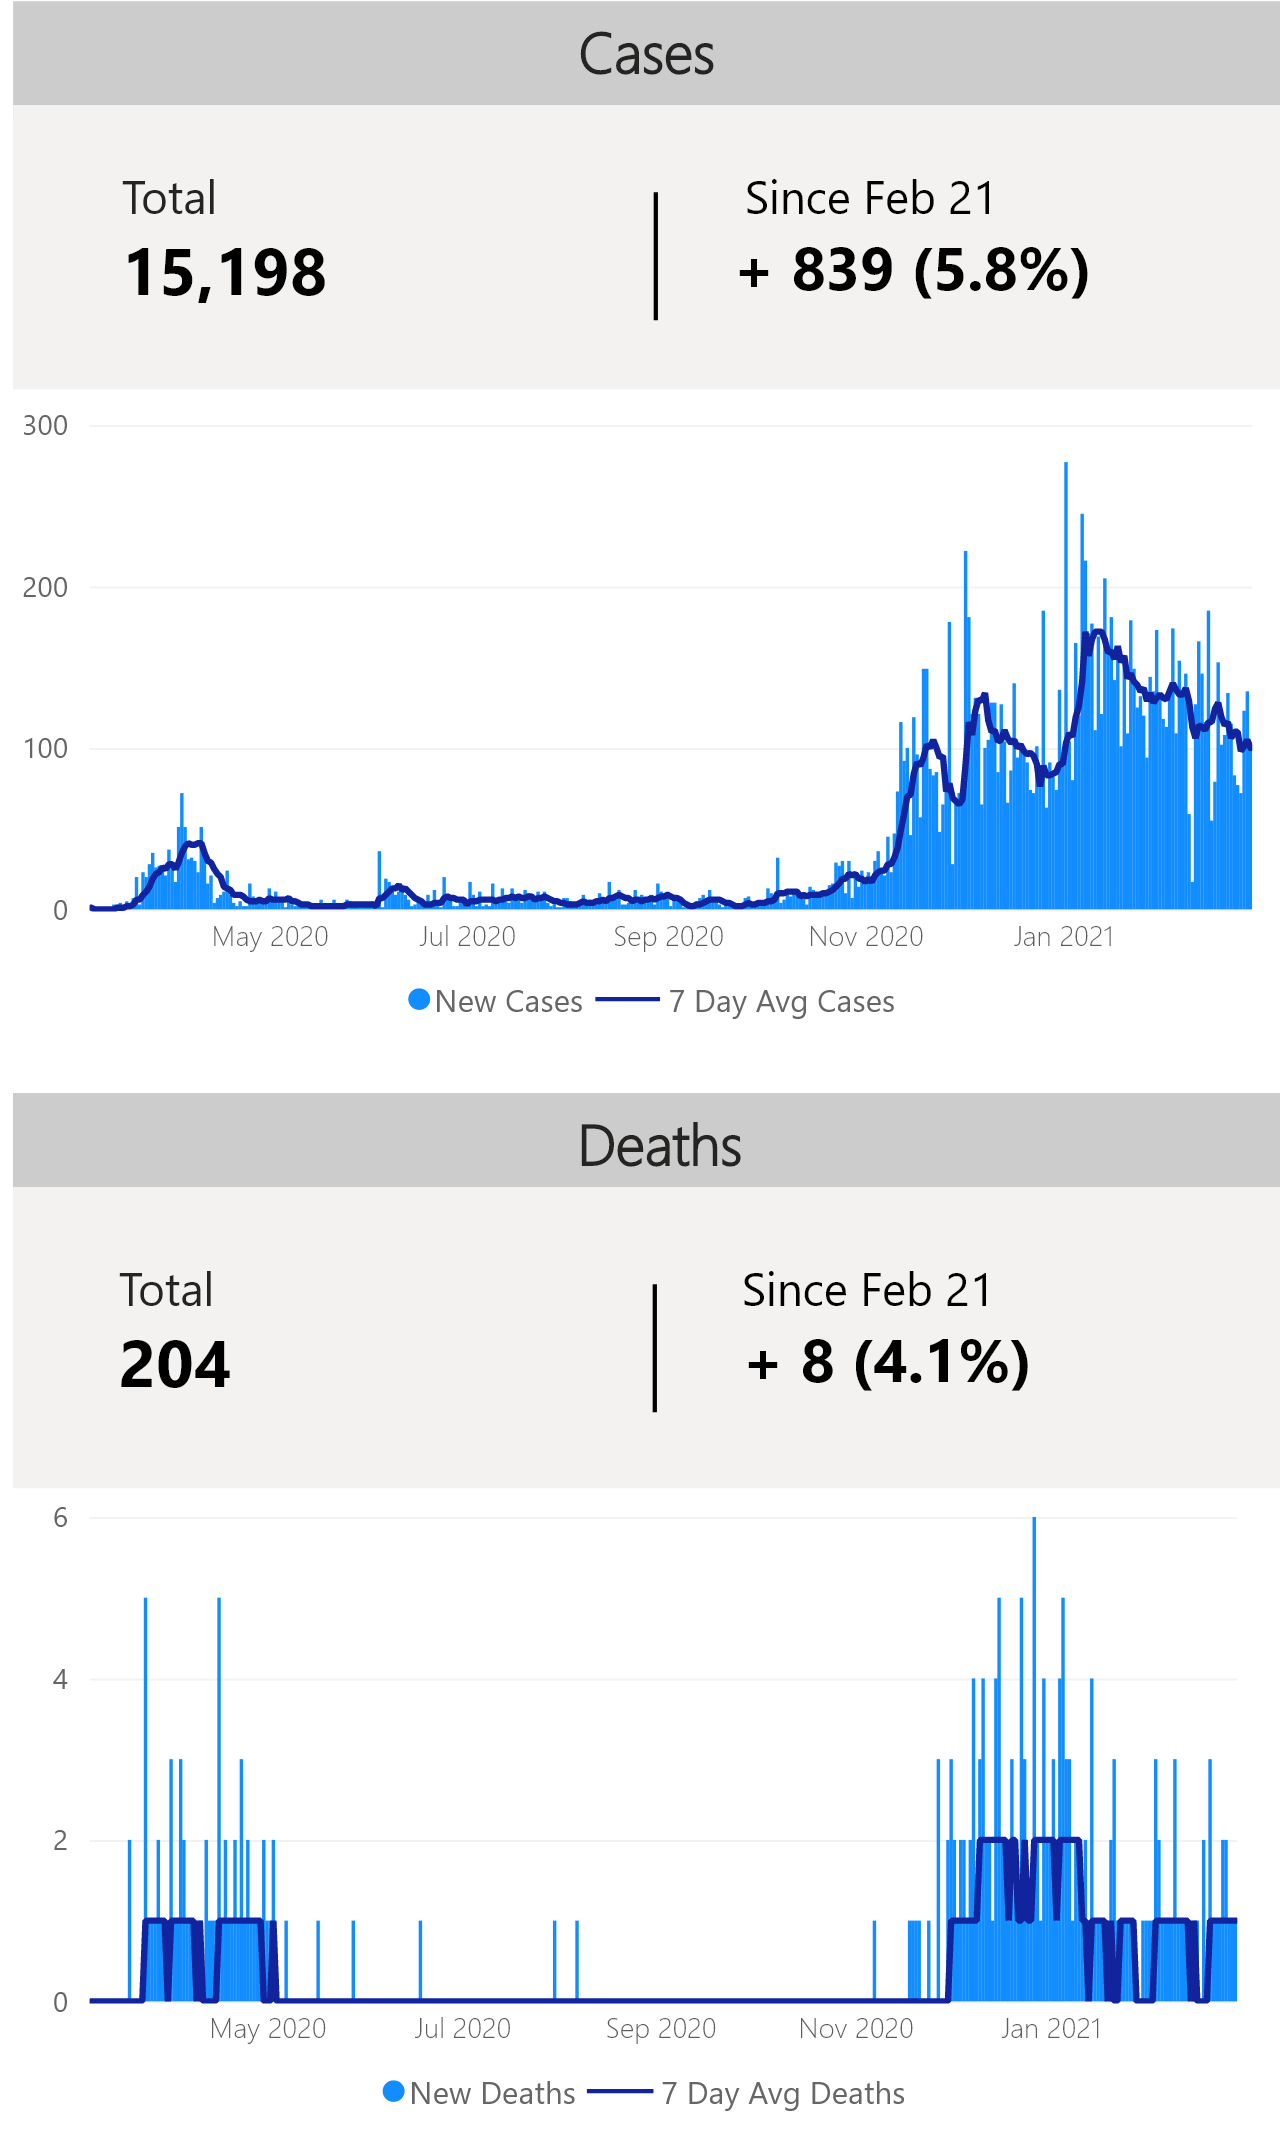 Cases
Total
Since Feb 21
15,198
+ 839 (5.8%)
300
200
100
0
May 2020 Jul 2020 Sep 2020 Nov 2020 Jan 2021
New Cases 7 Day Avg Cases
Deaths
Total
Since Feb 21
204
+ 8 (4.1%)
6
4
2
0
May 2020 Jul 2020 Sep 2020 Nov 2020 Jan 2021
New Deaths 7 Day Avg Deaths